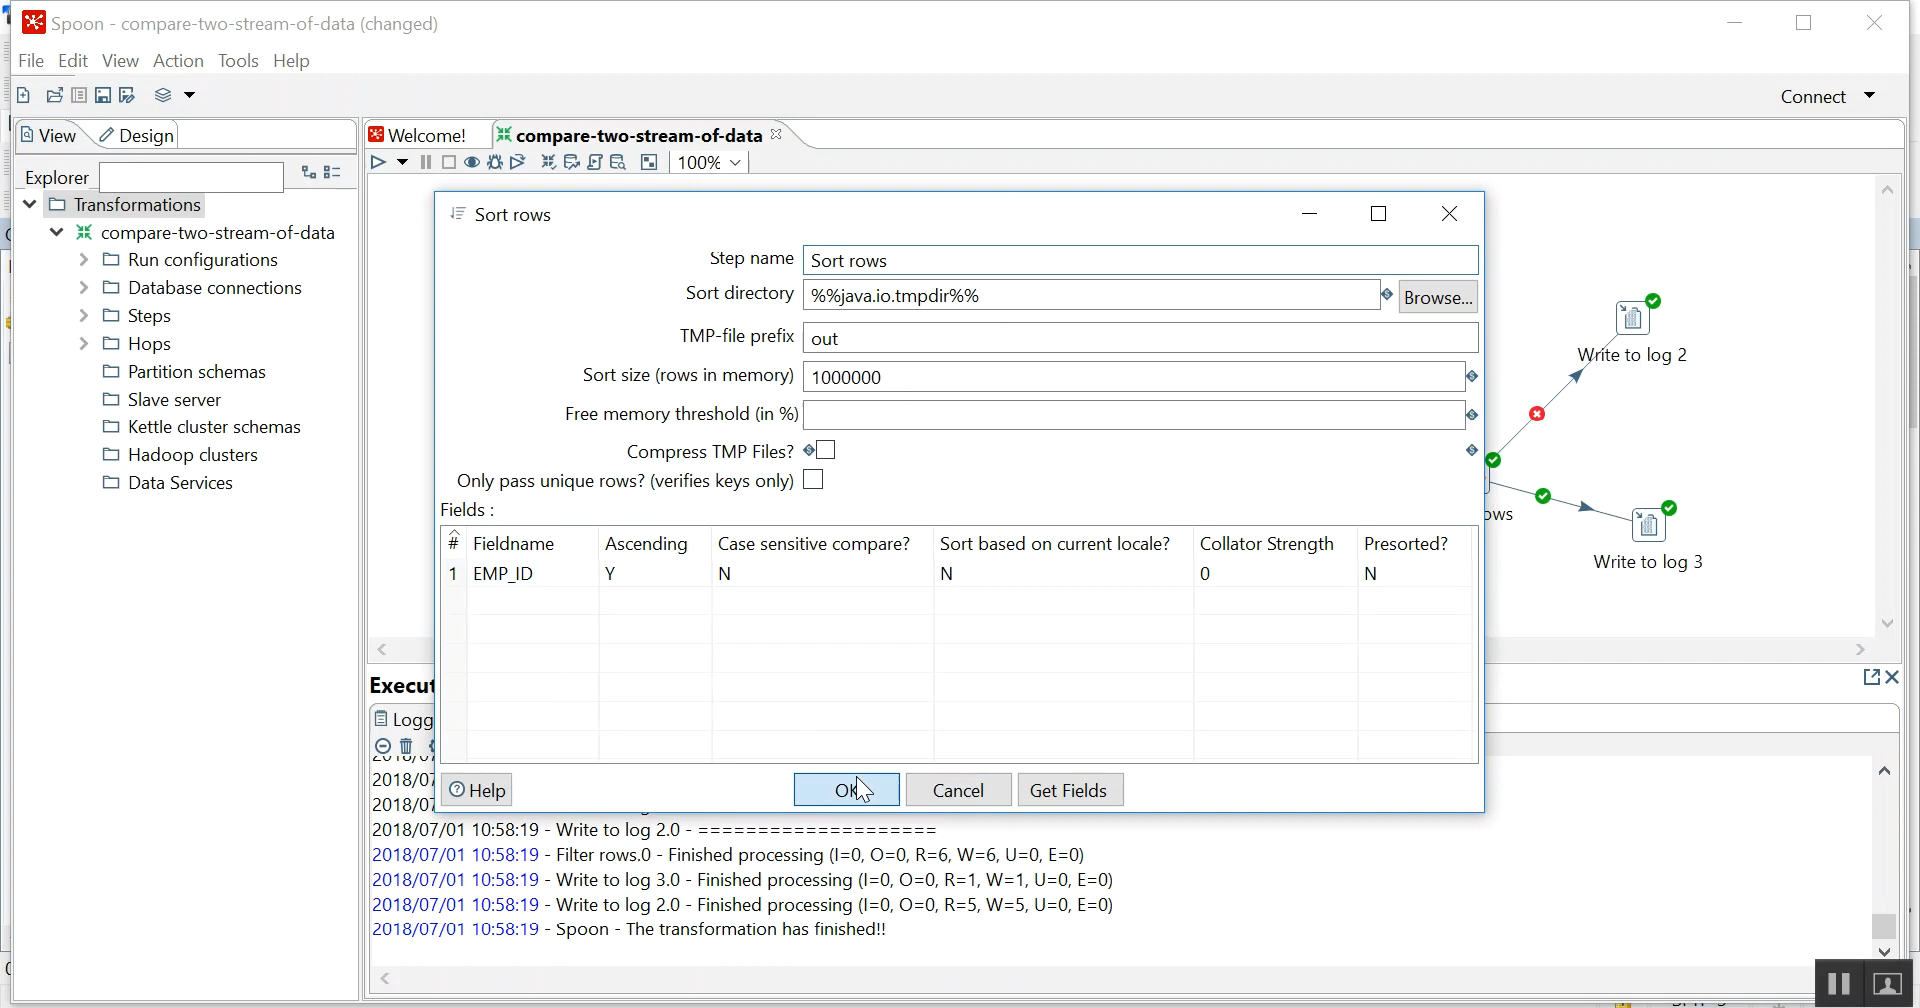 Spoon - compare-two-stream-of-data (changed)
File Edit View Action Tools Help
Connect
View Design
Welcome! compare-two-stream-of-data
100%
Explorer
Transformations
compare-two-stream-of-data
Run configurations
Database connections
Steps
Hops
Partition schemas
Slave server
Kettle cluster schemas
Hadoop clusters
Data Services
Sort rows
Step name Sort rows
Sort directory %%java.io.tmpdir%% Browse...
TMP-file prefix out
Sort size (rows in memory) 1000000
Free memory threshold (in %)
Compress TMP Files?
Only pass unique rows? (verifies keys only)
Fields :
# Fieldname Ascending Case sensitive compare? Sort based on current locale? Collator Strength Presorted?
1 EMP_ID Y N N 0 N
Help OK Cancel Get Fields
Write to log 2
ows
Write to log 3
Execut
Logg
2018/07
2018/07
2018/07/01 10:58:19 - Write to log 2.0 - ====================
2018/07/01 10:58:19 - Filter rows.0 - Finished processing (I=0, O=0, R=6, W=6, U=0, E=0)
2018/07/01 10:58:19 - Write to log 3.0 - Finished processing (I=0, O=0, R=1, W=1, U=0, E=0)
2018/07/01 10:58:19 - Write to log 2.0 - Finished processing (I=0, O=0, R=5, W=5, U=0, E=0)
2018/07/01 10:58:19 - Spoon - The transformation has finished!!